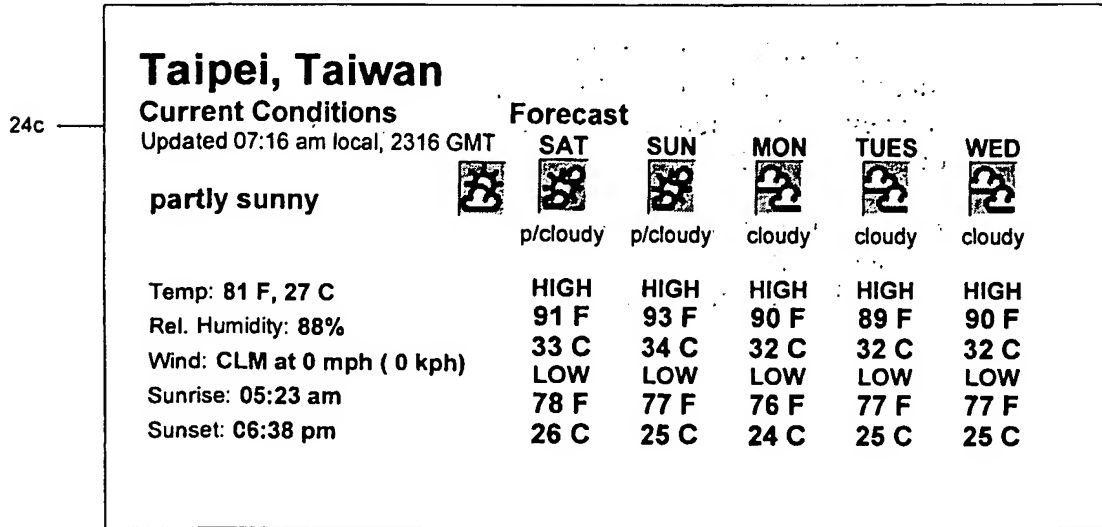 24c
Taipei, Taiwan
Current Conditions
Updated 07:16 am local, 2316 GMT
partly sunny
Temp: 81 F, 27 C
Rel. Humidity: 88%
Wind: CLM at 0 mph ( 0 kph)
Sunrise: 05:23 am
Sunset: 06:38 pm
Forecast
SAT SUN MON TUES WED
p/cloudy p/cloudy cloudy cloudy cloudy
HIGH HIGH HIGH HIGH HIGH
91 F 93 F 90 F 89 F 90 F
33 C 34 C 32 C 32 C 32 C
LOW LOW LOW LOW LOW
78 F 77 F 76 F 77 F 77 F
26 C 25 C 24 C 25 C 25 C